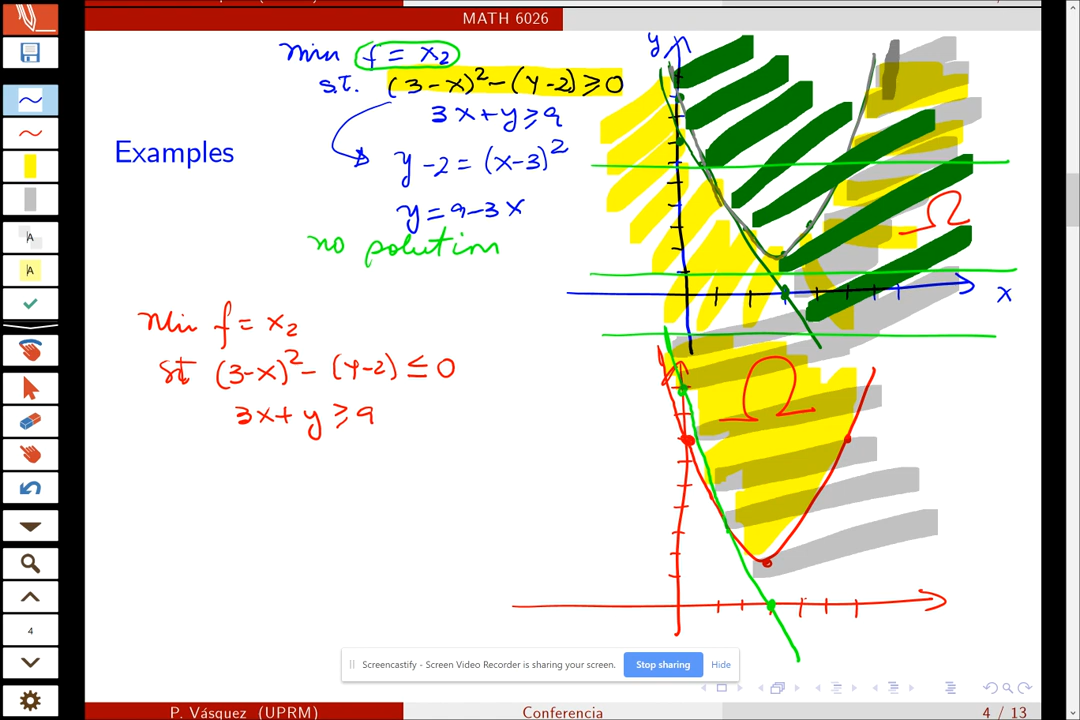 MATH 6026
min f = x₂
st. (3-x)² - (y-2) ≥ 0
3x + y ≥ 9
y - 2 = (x-3)²
y = 9 - 3x
no solution
Examples
y
x
Ω
Min f = x₂
st (3-x)² - (y-2) ≤ 0
3x + y ≥ 9
y
Ω
4
Screencastify - Screen Video Recorder is sharing your screen.
Stop sharing
Hide
P. Vásquez (UPRM)
Conferencia
4 / 13